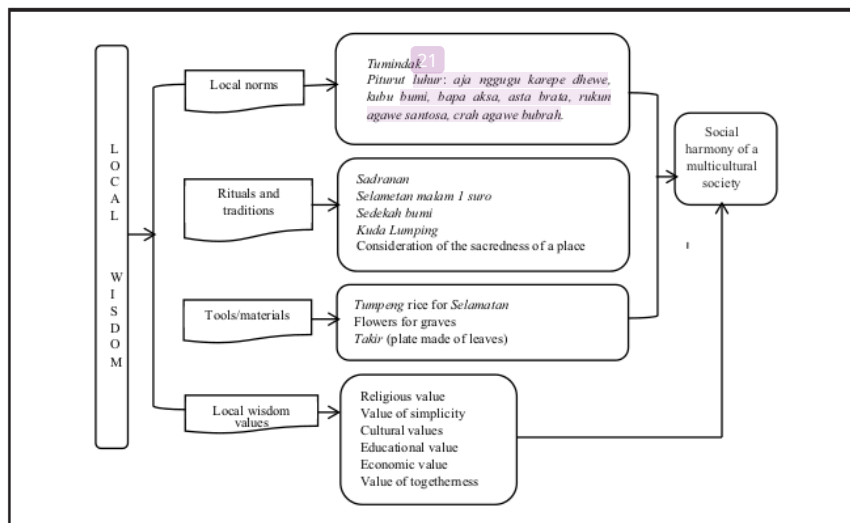 LOCAL WISDOM
Local norms
Tumindak
21
Piturut luhur: aja nggugu karepe dhewe,
kubu bumi, bapa aksa, asta brata, rukun
agawe santosa, crah agawe bubrah.
Rituals and
traditions
Sadranan
Selametan malam 1 suro
Sedekah bumi
Kuda Lumping
Consideration of the sacredness of a place
Tools/materials
Tumpeng rice for Selamatan
Flowers for graves
Takir (plate made of leaves)
Local wisdom
values
Religious value
Value of simplicity
Cultural values
Educational value
Economic value
Value of togetherness
Social
harmony of a
multicultural
society